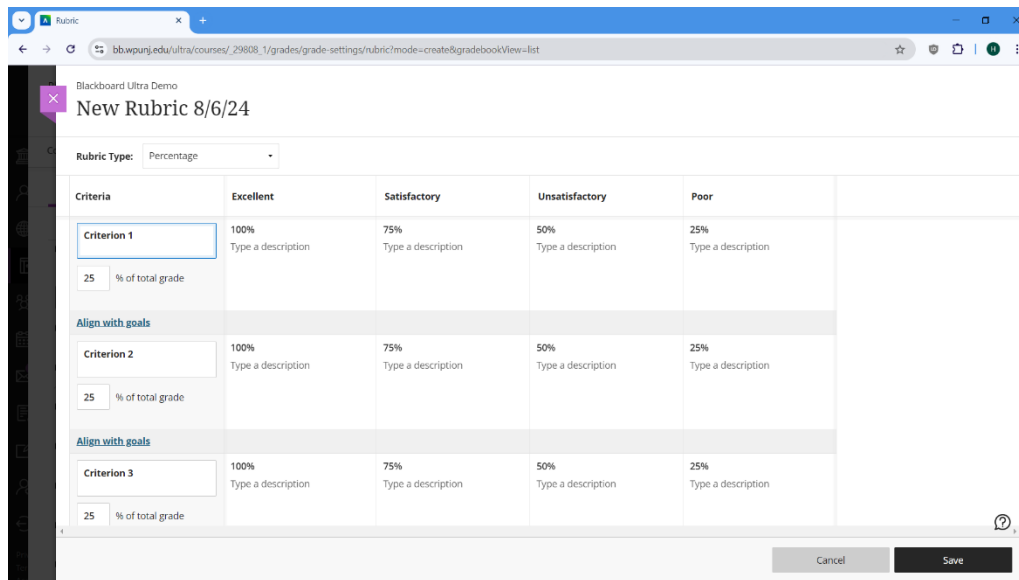 Rubric
bb.wpunj.edu/ultra/courses/_29808_1/grades/grade-settings/rubric?mode=create&gradebookView=list
H
Blackboard Ultra Demo
New Rubric 8/6/24
Rubric Type: Percentage
Criteria Excellent Satisfactory Unsatisfactory Poor
Criterion 1 100% 75% 50% 25%
Type a description Type a description Type a description Type a description
25 % of total grade
Align with goals
Criterion 2 100% 75% 50% 25%
Type a description Type a description Type a description Type a description
25 % of total grade
Align with goals
Criterion 3 100% 75% 50% 25%
Type a description Type a description Type a description Type a description
25 % of total grade
Cancel Save